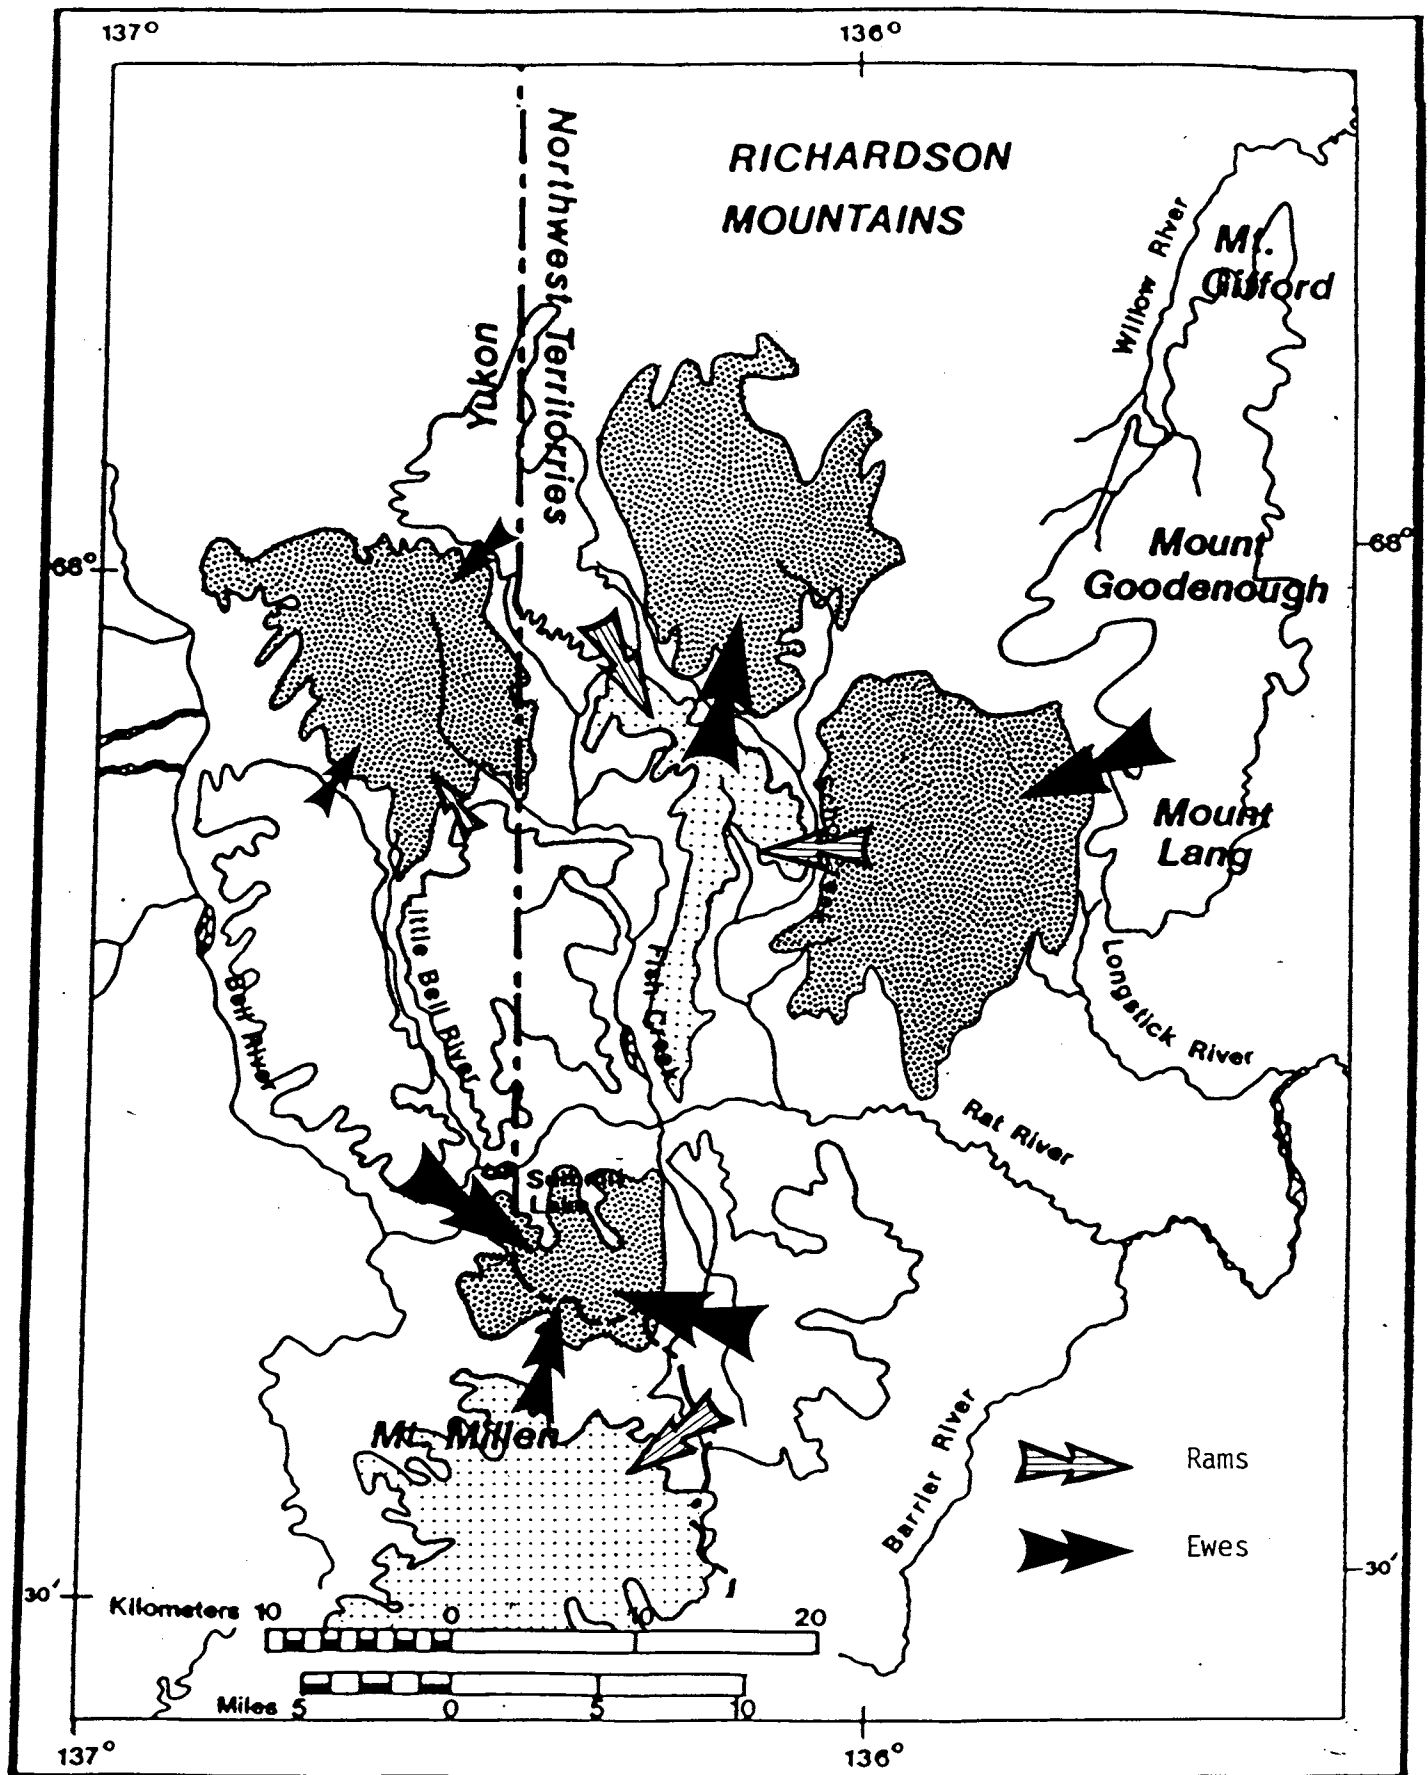 137°
136°
RICHARDSON
MOUNTAINS
Northwest Territories
Yukon
Willow River
Mt.
Gifford
68°
68°
Mount
Goodenough
Mount
Lang
Little Bell River
Bell River
Fish Creek
Longstick River
Rat River
Summit
Lake
Mt. Millen
Barrier River
Rams
Ewes
30'
30'
Kilometers 10 0 10 20
Miles 5 0 5 10
137°
136°